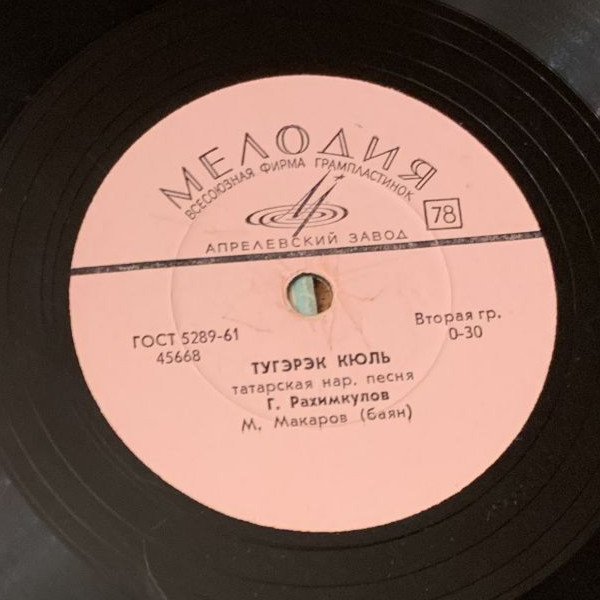 МЕЛОДИЯ
ВСЕСОЮЗНАЯ ФИРМА ГРАМПЛАСТИНОК
78
АПРЕЛЕВСКИЙ ЗАВОД
ГОСТ 5289-61
45668
Вторая гр.
0-30
ТУГЭРЭК КЮЛЬ
татарская нар. песня
Г. Рахимкулов
М. Макаров (баян)